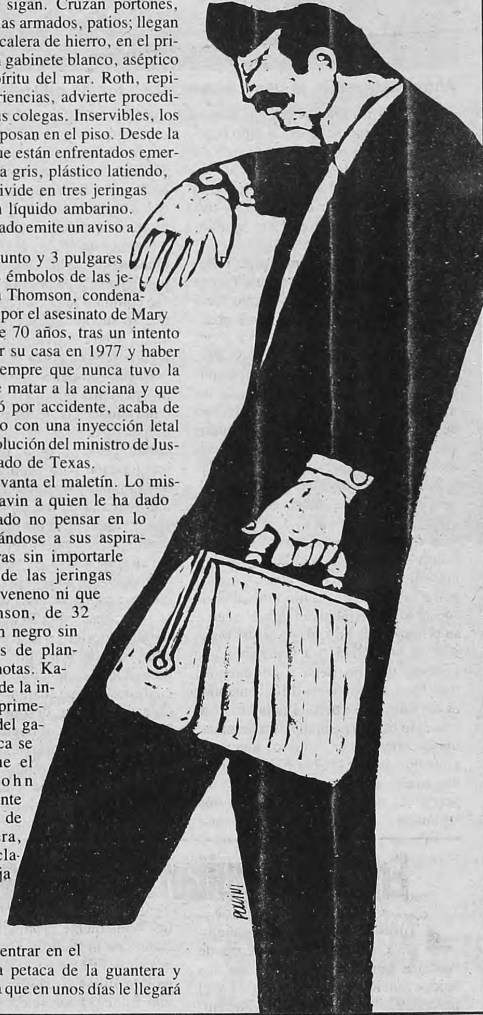 sigan. Cruzan portones,
las armados, patios; llegan
calera de hierro, en el pri-
gabinete blanco, aséptico
píritu del mar. Roth, repi-
riencias, advierte procedi-
us colegas. Inservibles, los
posan en el piso. Desde la
ue están enfrentados emer-
a gris, plástico latiendo,
ivide en tres jeringas
líquido ambarino.
ado emite un aviso a
unto y 3 pulgares
émbolos de las je-
Thomson, condena-
por el asesinato de Mary
e 70 años, tras un intento
r su casa en 1977 y haber
empre que nunca tuvo la
e matar a la anciana y que
ó por accidente, acaba de
o con una inyección letal
olución del ministro de Jus-
ado de Texas.
vanta el maletín. Lo mis-
avin a quien le ha dado
ado no pensar en lo
ándose a sus aspira-
ras sin importarle
de las jeringas
veneno ni que
nson, de 32
n negro sin
s de plan-
notas. Ka-
de la in-
prime-
del ga-
ca se
ue el
ohn
nte
de
era,
cla-
ja
entrar en el
a petaca de la guantera y
que en unos días le llegará